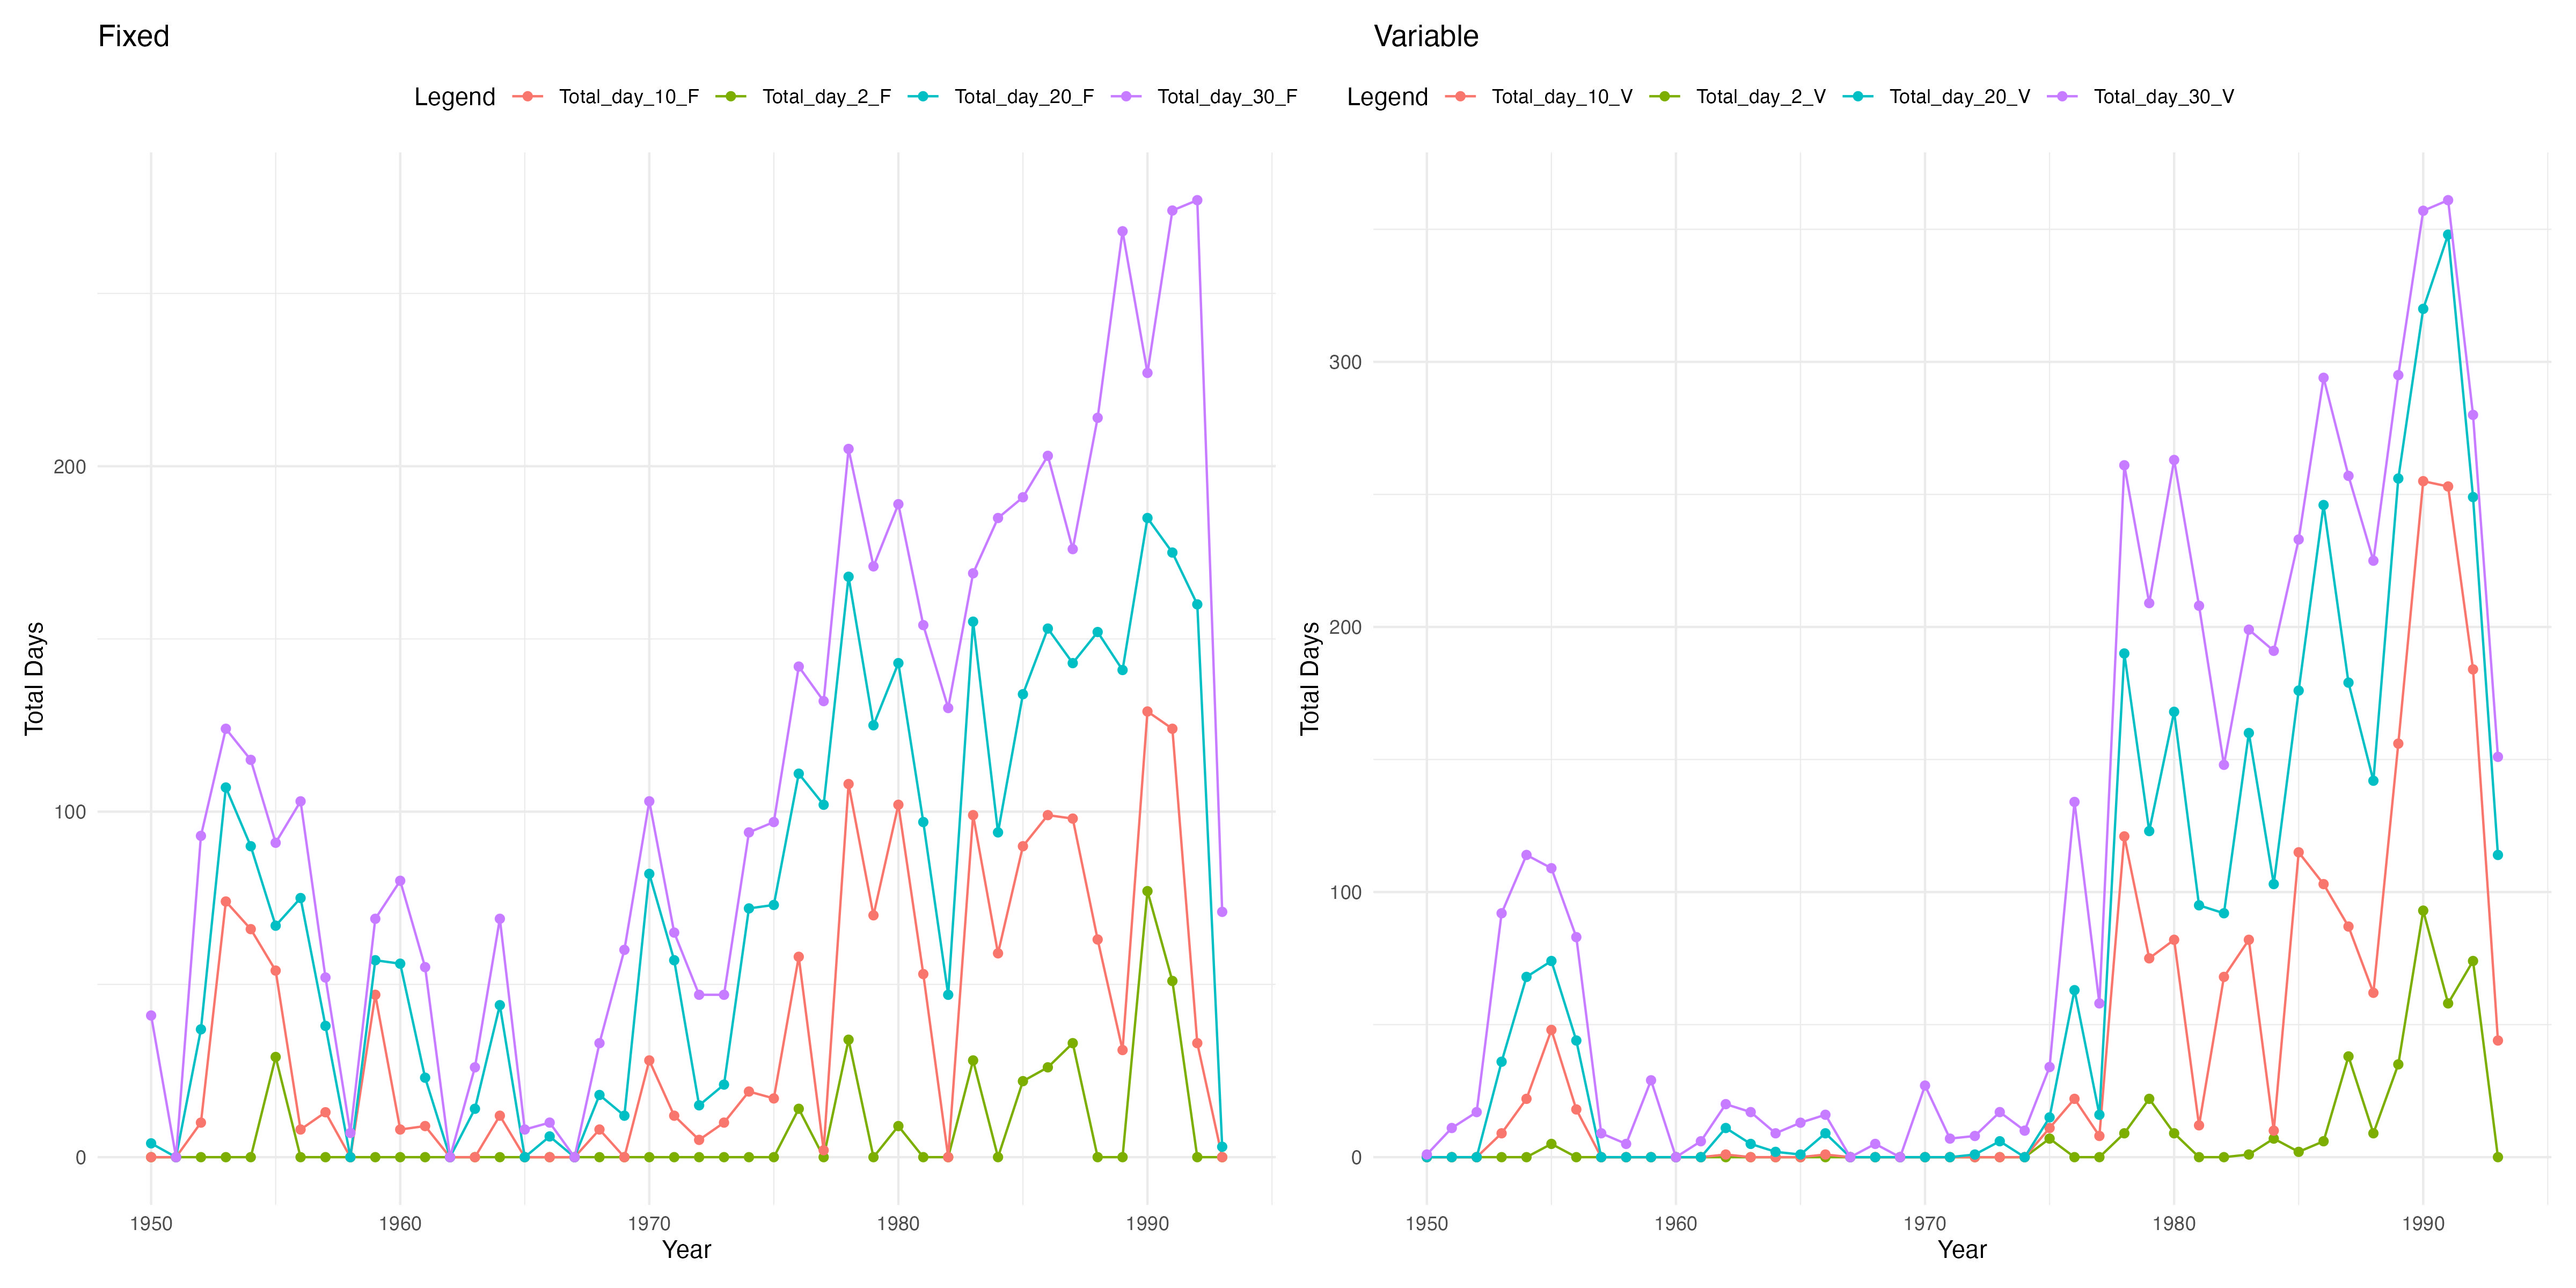 Fixed
Legend Total_day_10_F Total_day_2_F Total_day_20_F Total_day_30_F
200
100
0
Total Days
1950 1960 1970 1980 1990
Year
Variable
Legend Total_day_10_V Total_day_2_V Total_day_20_V Total_day_30_V
300
200
100
0
Total Days
1950 1960 1970 1980 1990
Year